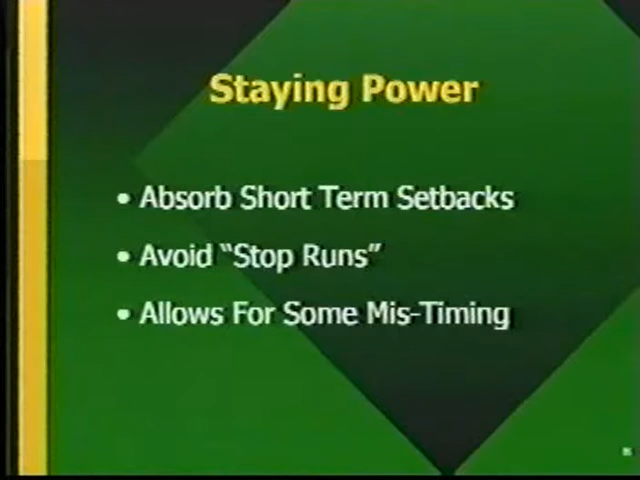 Staying Power
• Absorb Short Term Setbacks
• Avoid “Stop Runs”
• Allows For Some Mis-Timing